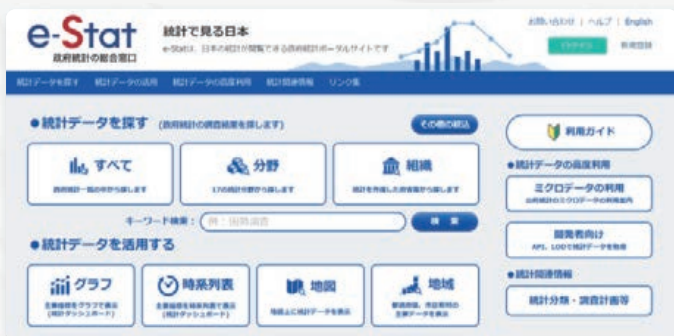 e-Stat
政府統計の総合窓口
統計で見る日本
e-Statは、日本の統計が閲覧できる政府統計ポータルサイトです
お問い合わせ | ヘルプ | English
ログイン 新規登録
統計データを探す 統計データの活用 統計データの高度利用 統計関連情報 リンク集
●統計データを探す (政府統計の調査結果を探します) その他の絞込
すべて
政府統計一覧の中から探します
分野
17の統計分野から探します
組織
統計を作成した府省等から探します
キーワード検索: 例:国勢調査 検索
●統計データを活用する
グラフ
主要指標をグラフで表示
(統計ダッシュボード)
時系列表
主要指標を時系列表で表示
(統計ダッシュボード)
地図
地図上に統計データを表示
地域
都道府県、市区町村の
主要データを表示
利用ガイド
●統計データの高度利用
ミクロデータの利用
公的統計のミクロデータの利用案内
開発者向け
API、LODで統計データを取得
●統計関連情報
統計分類・調査計画等